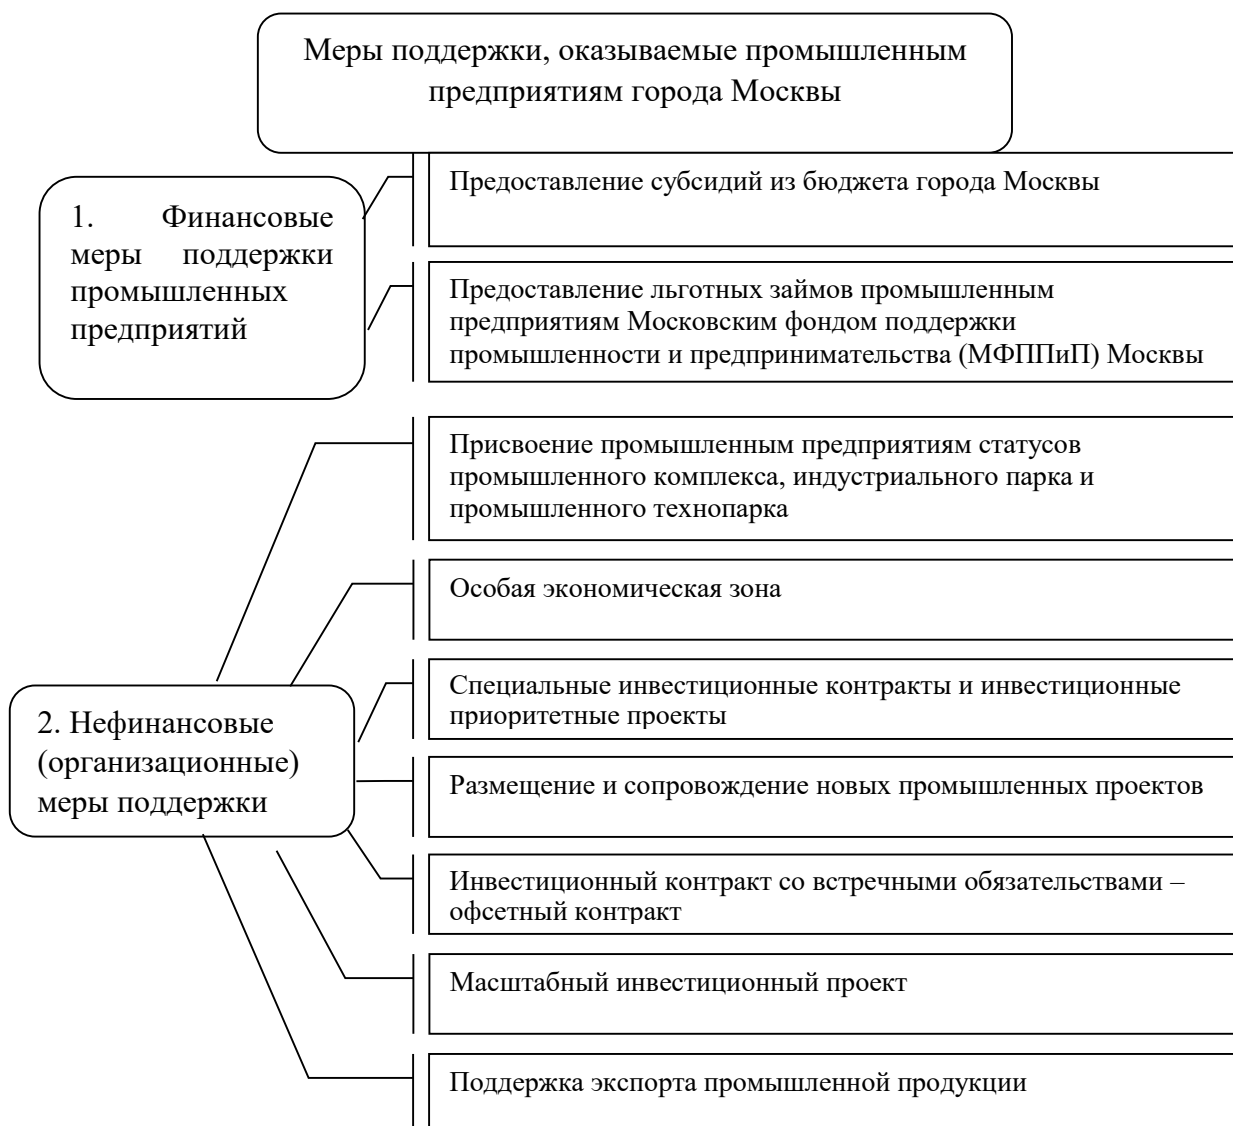 Меры поддержки, оказываемые промышленным
предприятиям города Москвы
1. Финансовые
меры поддержки
промышленных
предприятий
Предоставление субсидий из бюджета города Москвы
Предоставление льготных займов промышленным
предприятиям Московским фондом поддержки
промышленности и предпринимательства (МФППиП) Москвы
2. Нефинансовые
(организационные)
меры поддержки
Присвоение промышленным предприятиям статусов
промышленного комплекса, индустриального парка и
промышленного технопарка
Особая экономическая зона
Специальные инвестиционные контракты и инвестиционные
приоритетные проекты
Размещение и сопровождение новых промышленных проектов
Инвестиционный контракт со встречными обязательствами –
офсетный контракт
Масштабный инвестиционный проект
Поддержка экспорта промышленной продукции